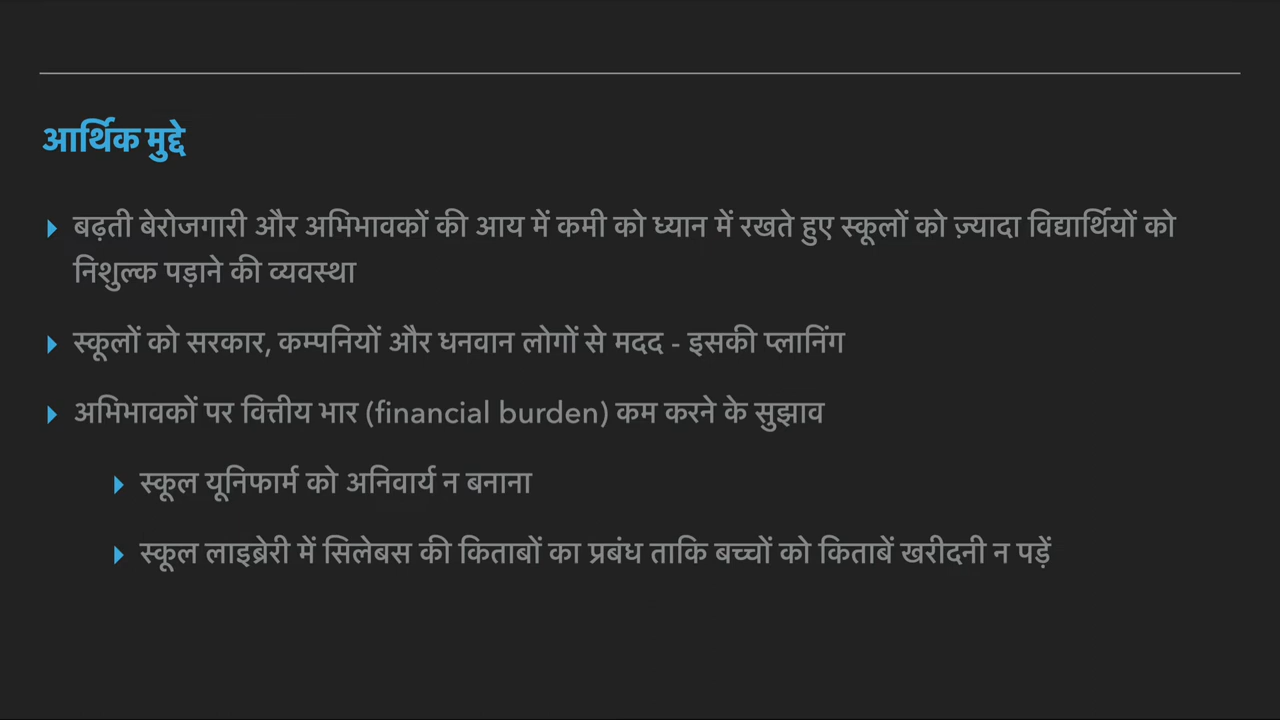 आर्थिक मुद्दे
बढ़ती बेरोजगारी और अभिभावकों की आय में कमी को ध्यान में रखते हुए स्कूलों को ज़्यादा विद्यार्थियों को
निशुल्क पड़ाने की व्यवस्था
स्कूलों को सरकार, कम्पनियों और धनवान लोगों से मदद - इसकी प्लानिंग
अभिभावकों पर वित्तीय भार (financial burden) कम करने के सुझाव
स्कूल यूनिफार्म को अनिवार्य न बनाना
स्कूल लाइब्रेरी में सिलेबस की किताबों का प्रबंध ताकि बच्चों को किताबें खरीदनी न पड़ें